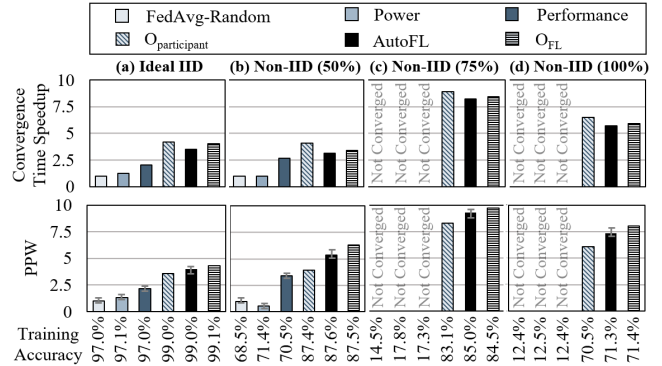 FedAvg-Random Power Performance
O_participant AutoFL O_FL
(a) Ideal IID (b) Non-IID (50%) (c) Non-IID (75%) (d) Non-IID (100%)
Convergence
Time Speedup
10
7.5
5
2.5
0
Not Converged
Not Converged
Not Converged
Not Converged
Not Converged
Not Converged
PPW
10
7.5
5
2.5
0
Not Converged
Not Converged
Not Converged
Not Converged
Not Converged
Not Converged
Training
Accuracy
97.0% 97.1% 97.0% 99.0% 99.0% 99.1% 68.5% 71.4% 70.5% 87.4% 87.6% 87.5% 14.5% 17.8% 17.3% 83.1% 85.0% 84.5% 12.4% 12.5% 12.4% 70.5% 71.3% 71.4%